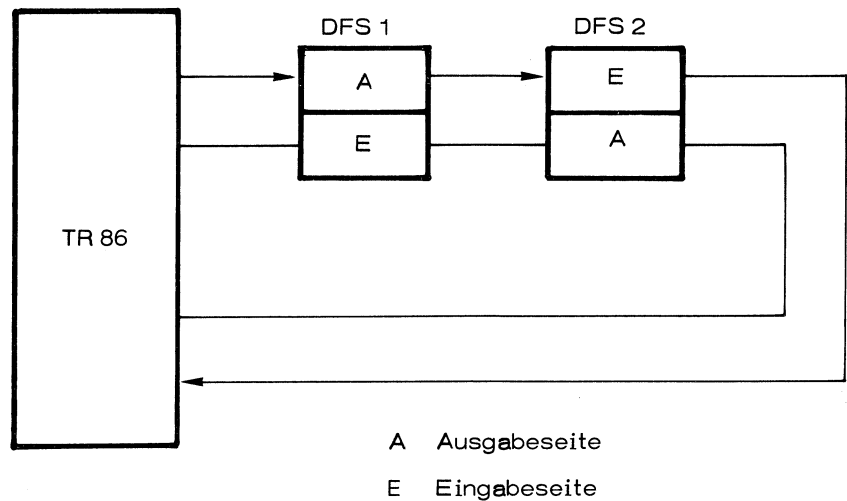 DFS 1
DFS 2
A
E
E
A
TR 86
A Ausgabeseite
E Eingabeseite